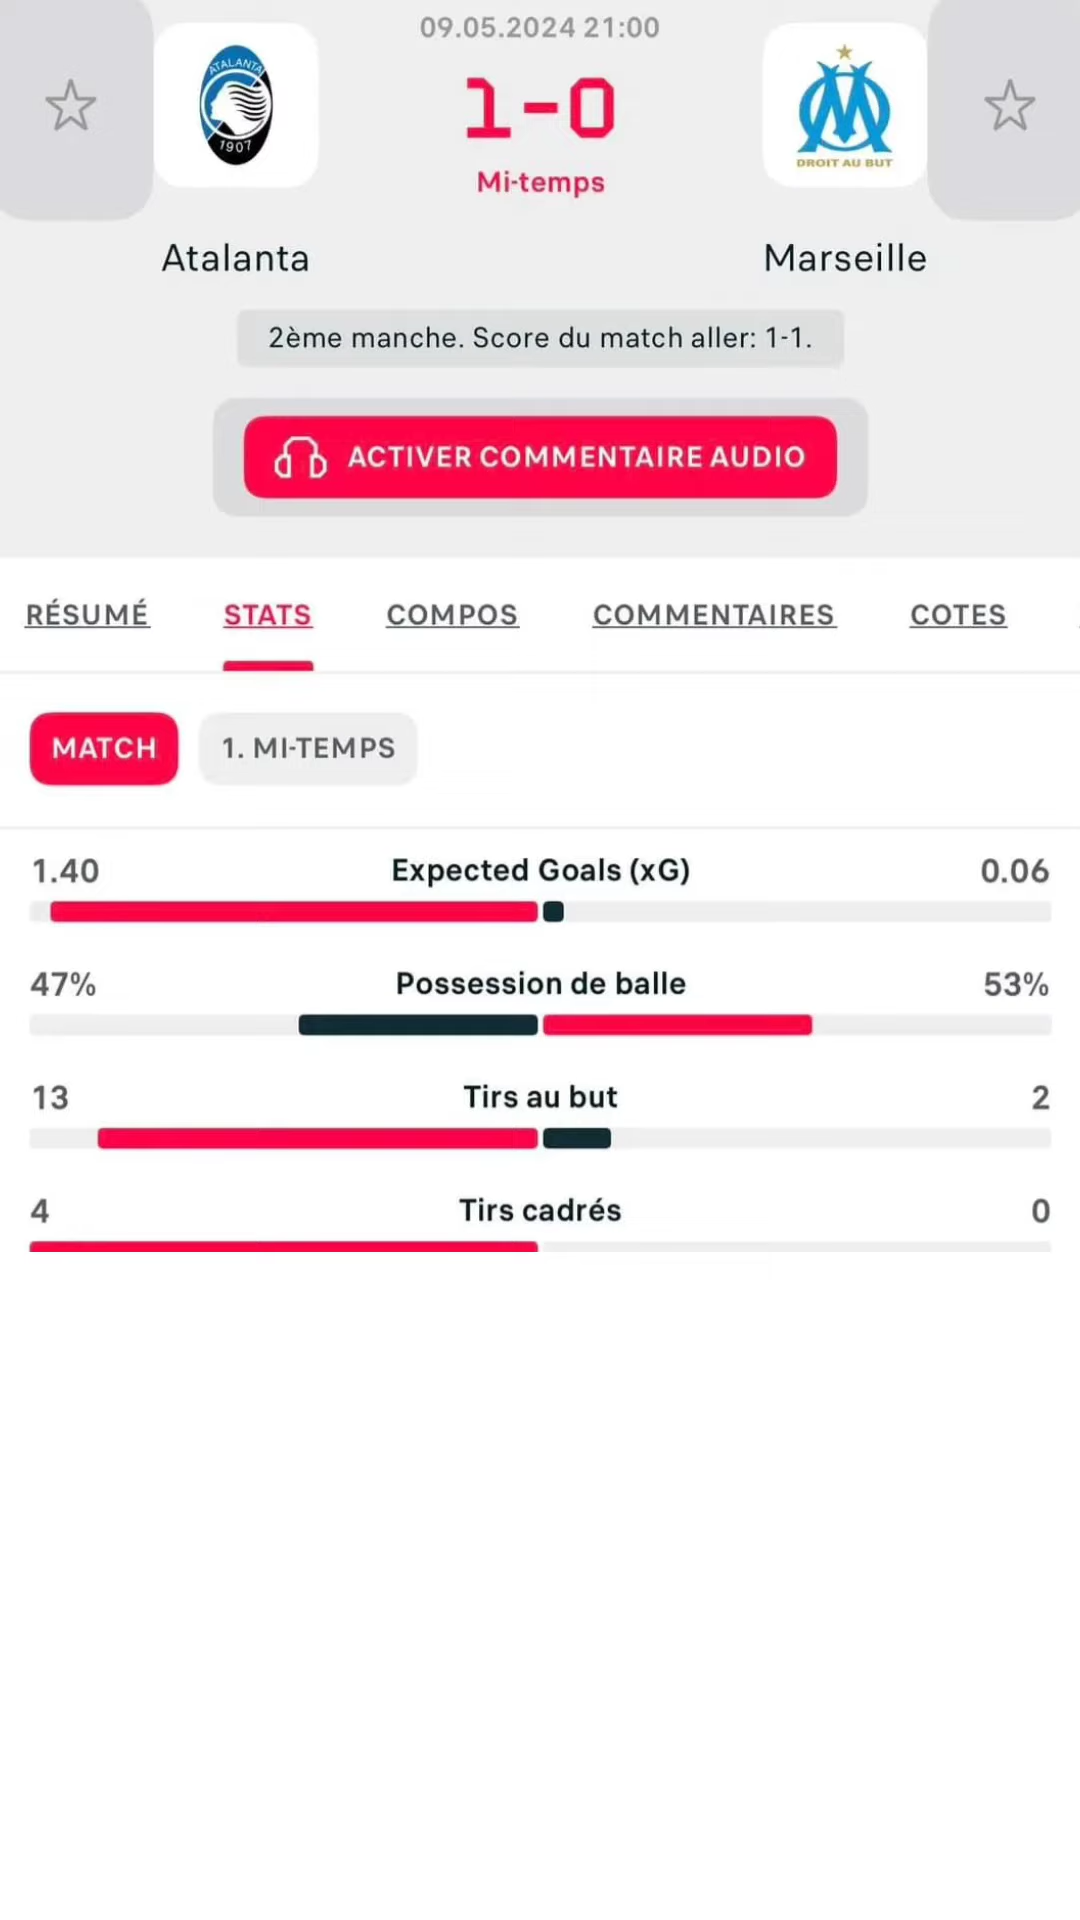 09.05.2024 21:00
1-0
Mi-temps
ATALANTA
1907
DROIT AU BUT
Atalanta
Marseille
2ème manche. Score du match aller: 1-1.
ACTIVER COMMENTAIRE AUDIO
RÉSUMÉ STATS COMPOS COMMENTAIRES COTES
MATCH 1. MI-TEMPS
1.40 Expected Goals (xG) 0.06
47% Possession de balle 53%
13 Tirs au but 2
4 Tirs cadrés 0